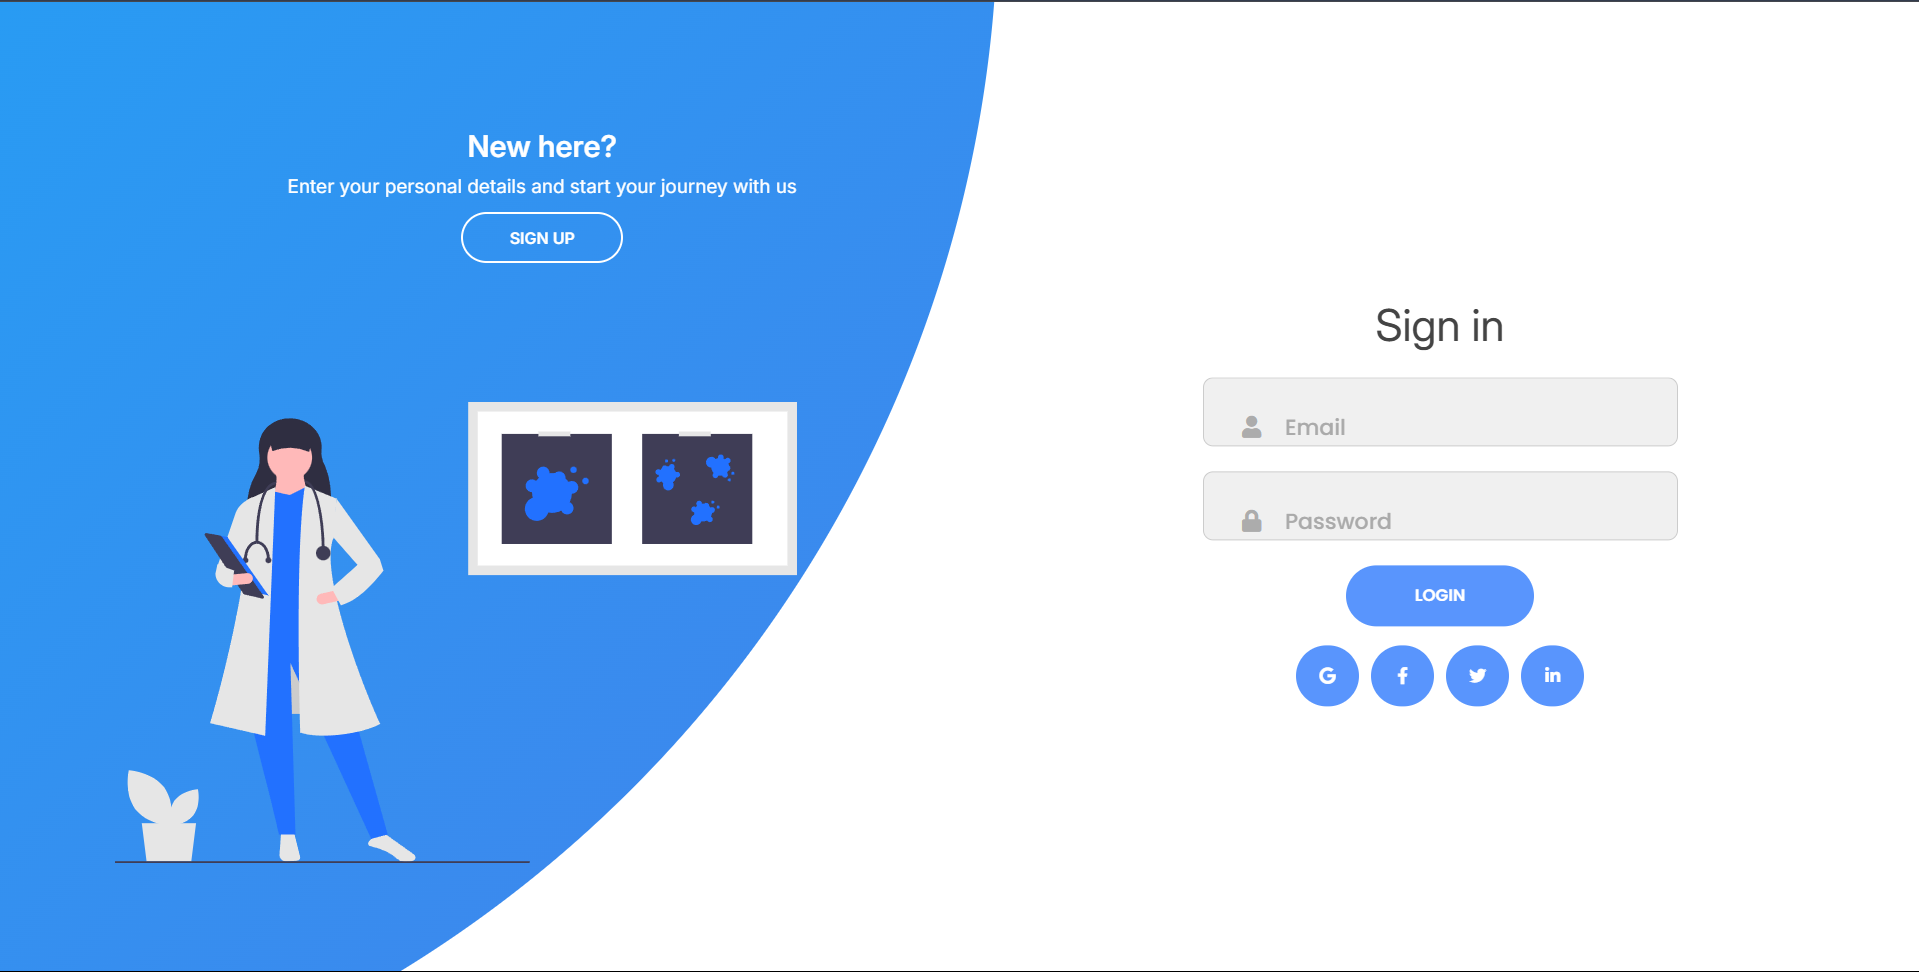 New here?
Enter your personal details and start your journey with us
SIGN UP
Sign in
Email
Password
LOGIN